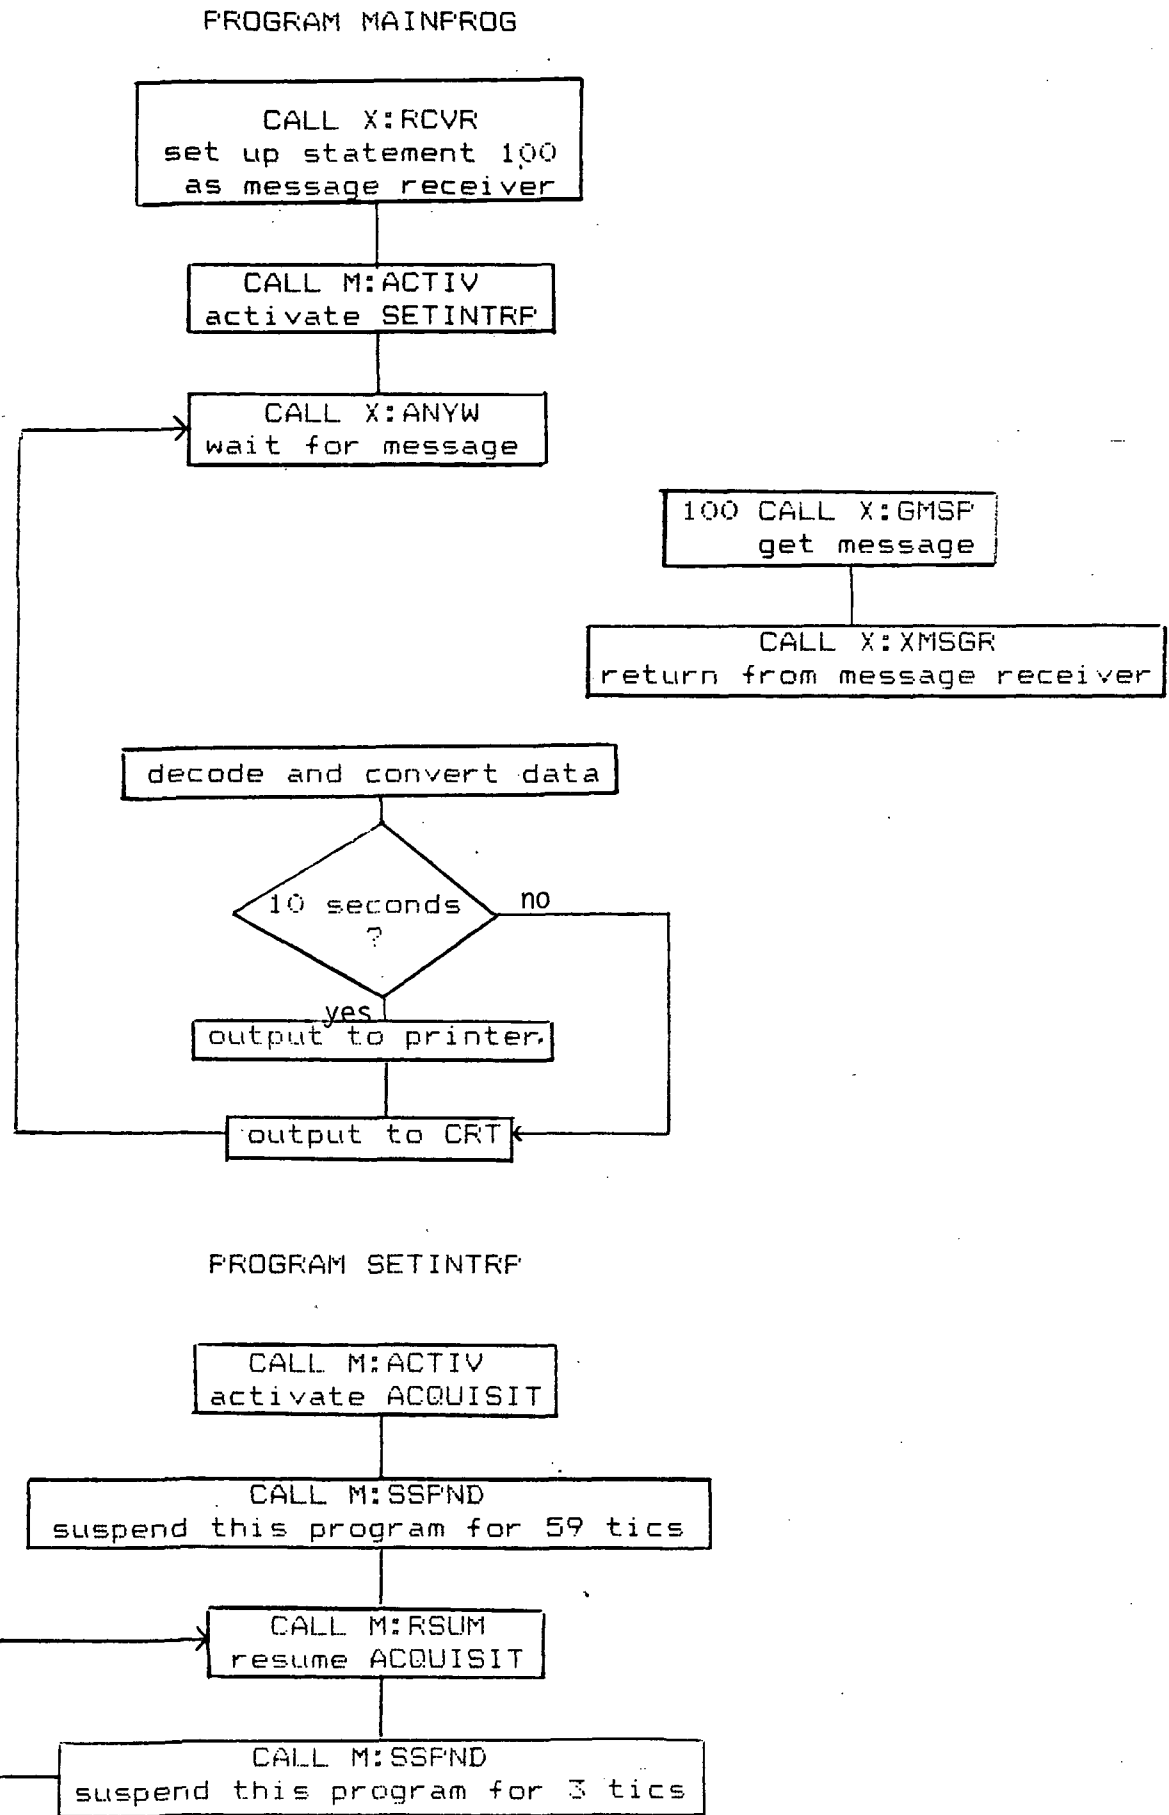 PROGRAM MAINPROG
CALL X:RCVR
set up statement 100
as message receiver
CALL M:ACTIV
activate SETINTRP
CALL X:ANYW
wait for message
100 CALL X:GMSP
get message
CALL X:XMSGR
return from message receiver
decode and convert data
10 seconds
?
no
yes
output to printer.
output to CRT
PROGRAM SETINTRP
CALL M:ACTIV
activate ACQUISIT
CALL M:SSPND
suspend this program for 59 tics
CALL M:RSUM
resume ACQUISIT
CALL M:SSPND
suspend this program for 3 tics